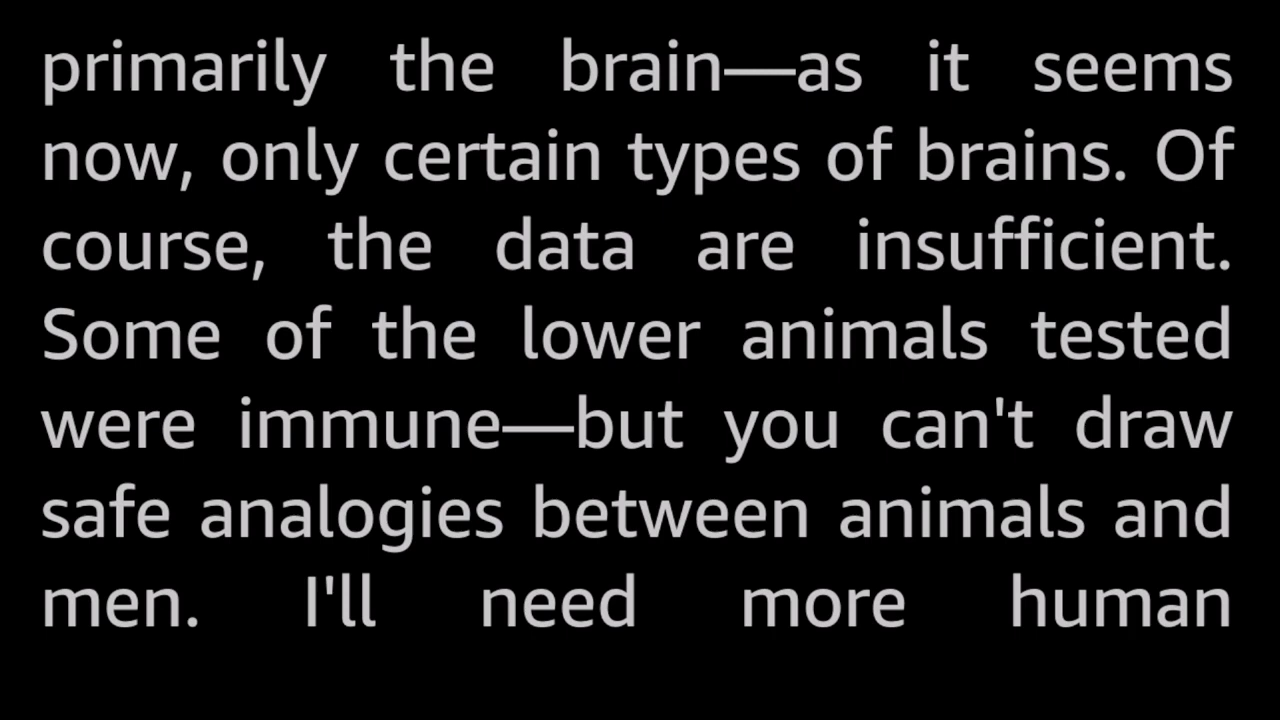 primarily the brain—as it seems
now, only certain types of brains. Of
course, the data are insufficient.
Some of the lower animals tested
were immune—but you can't draw
safe analogies between animals and
men. I'll need more human